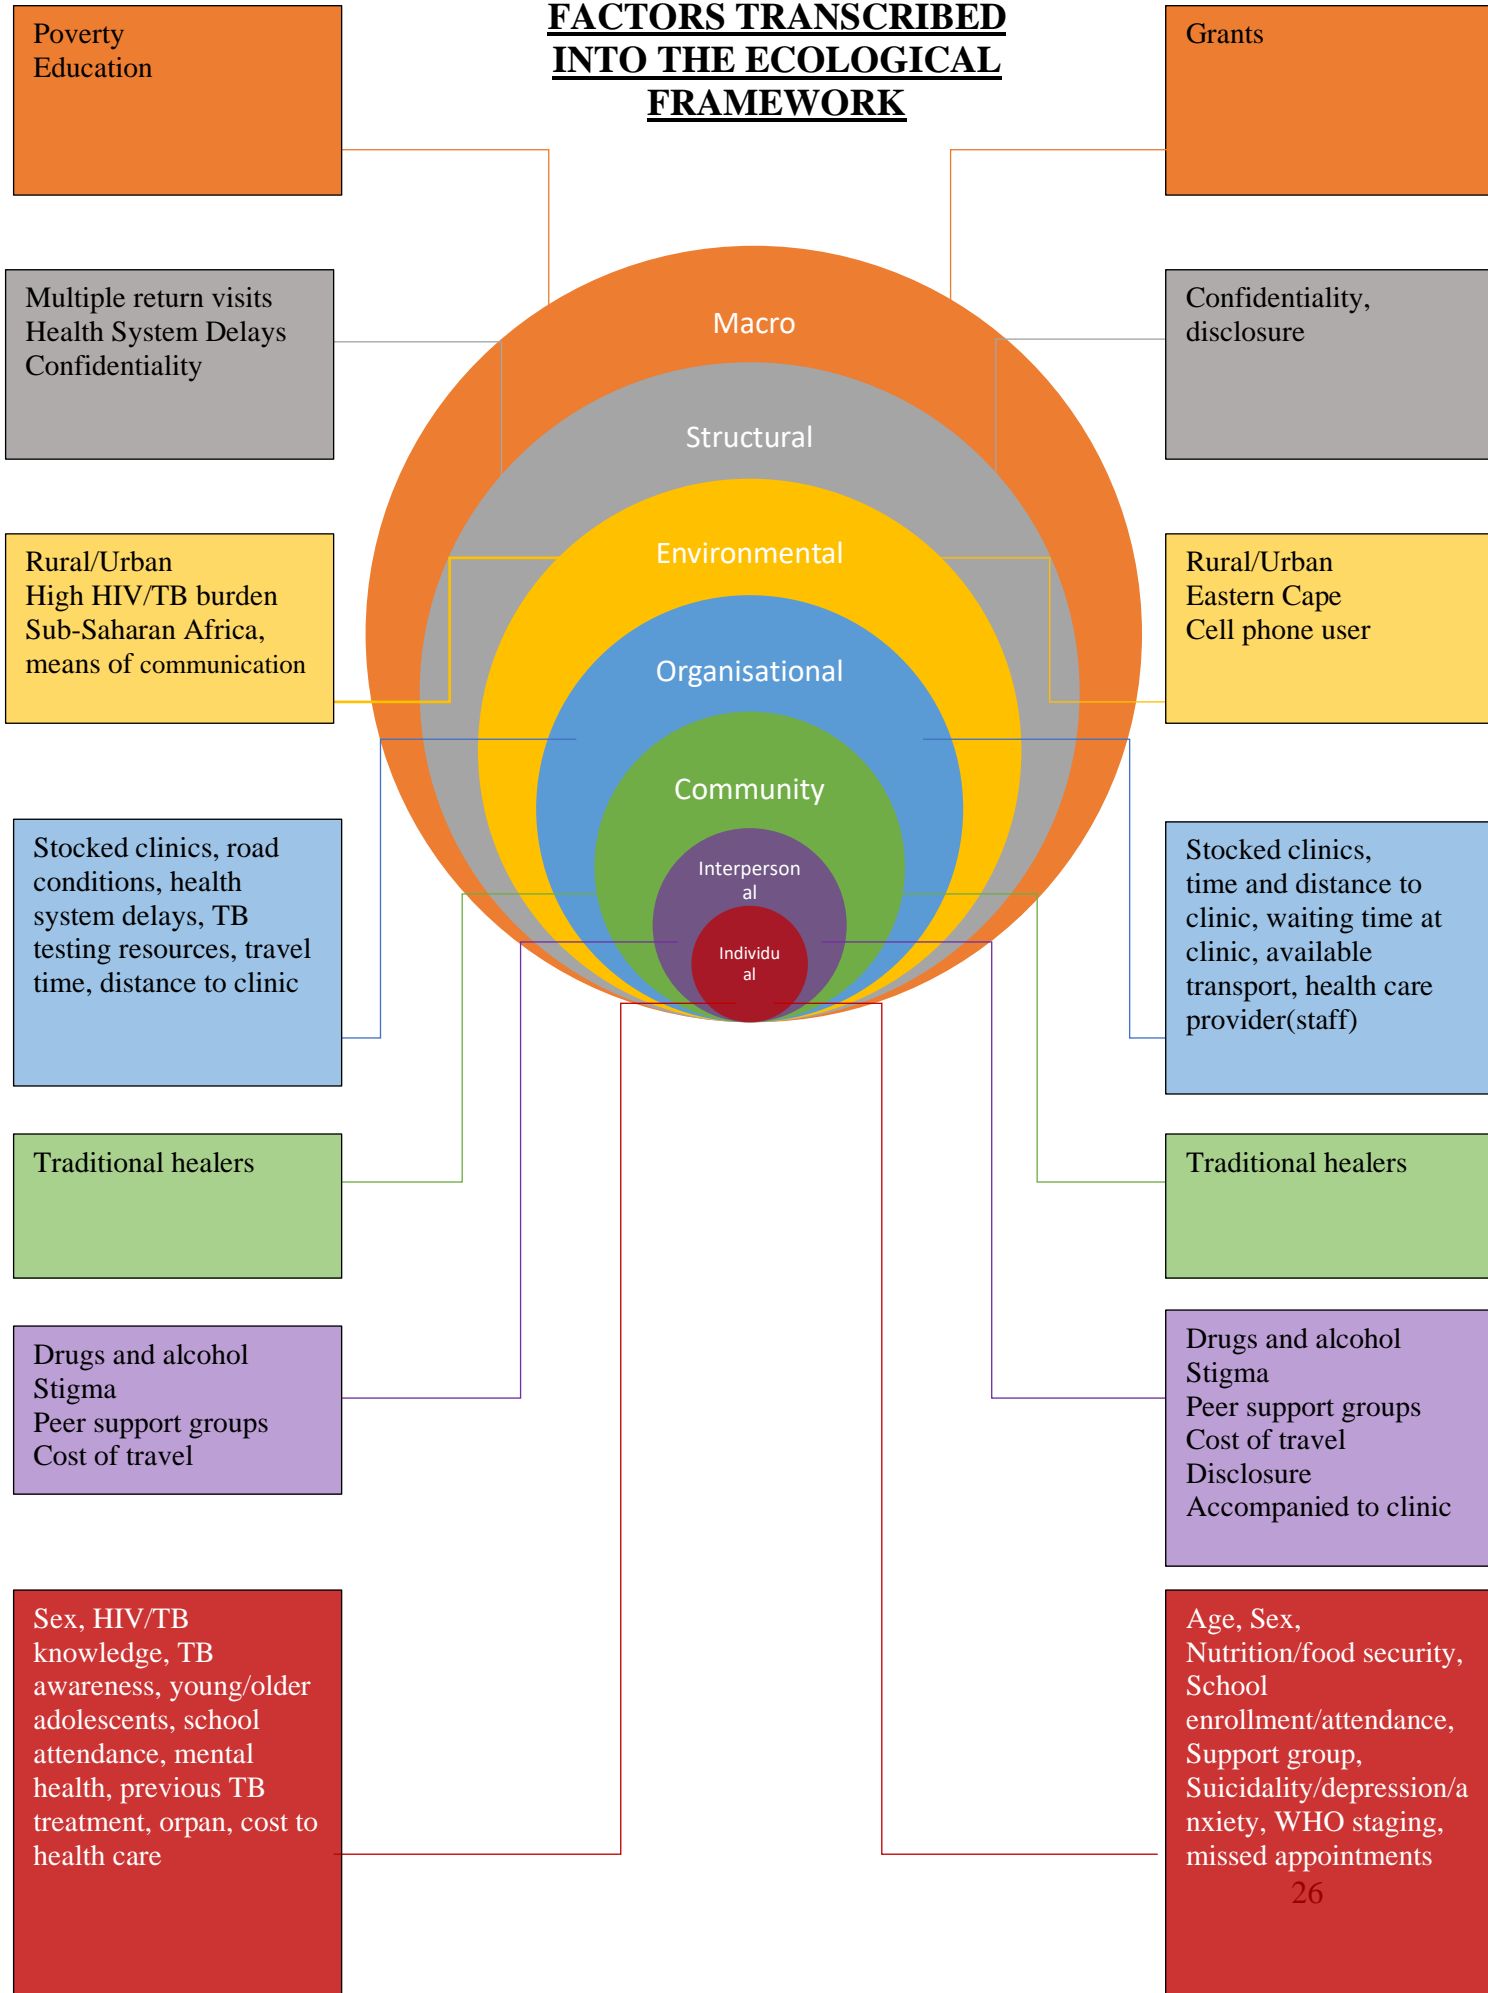 FACTORS TRANSCRIBED
INTO THE ECOLOGICAL
FRAMEWORK
Poverty
Education
Grants
Multiple return visits
Health System Delays
Confidentiality
Confidentiality,
disclosure
Rural/Urban
High HIV/TB burden
Sub-Saharan Africa,
means of communication
Rural/Urban
Eastern Cape
Cell phone user
Stocked clinics, road
conditions, health
system delays, TB
testing resources, travel
time, distance to clinic
Stocked clinics,
time and distance to
clinic, waiting time at
clinic, available
transport, health care
provider(staff)
Traditional healers
Traditional healers
Drugs and alcohol
Stigma
Peer support groups
Cost of travel
Drugs and alcohol
Stigma
Peer support groups
Cost of travel
Disclosure
Accompanied to clinic
Sex, HIV/TB
knowledge, TB
awareness, young/older
adolescents, school
attendance, mental
health, previous TB
treatment, orpan, cost to
health care
Age, Sex,
Nutrition/food security,
School
enrollment/attendance,
Support group,
Suicidality/depression/a
nxiety, WHO staging,
missed appointments
Macro
Structural
Environmental
Organisational
Community
Interperson
al
Individu
al
26